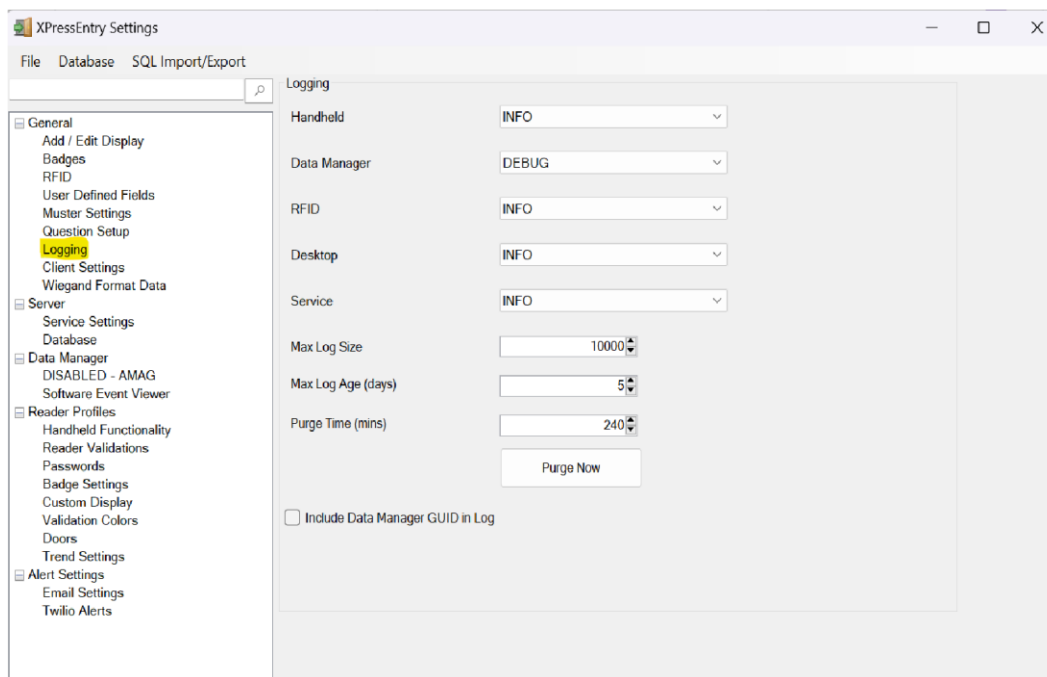 XPressEntry Settings
File Database SQL Import/Export
General
Add / Edit Display
Badges
RFID
User Defined Fields
Muster Settings
Question Setup
Logging
Client Settings
Wiegand Format Data
Server
Service Settings
Database
Data Manager
DISABLED - AMAG
Software Event Viewer
Reader Profiles
Handheld Functionality
Reader Validations
Passwords
Badge Settings
Custom Display
Validation Colors
Doors
Trend Settings
Alert Settings
Email Settings
Twilio Alerts
Logging
Handheld INFO
Data Manager DEBUG
RFID INFO
Desktop INFO
Service INFO
Max Log Size 10000
Max Log Age (days) 5
Purge Time (mins) 240
Purge Now
Include Data Manager GUID in Log